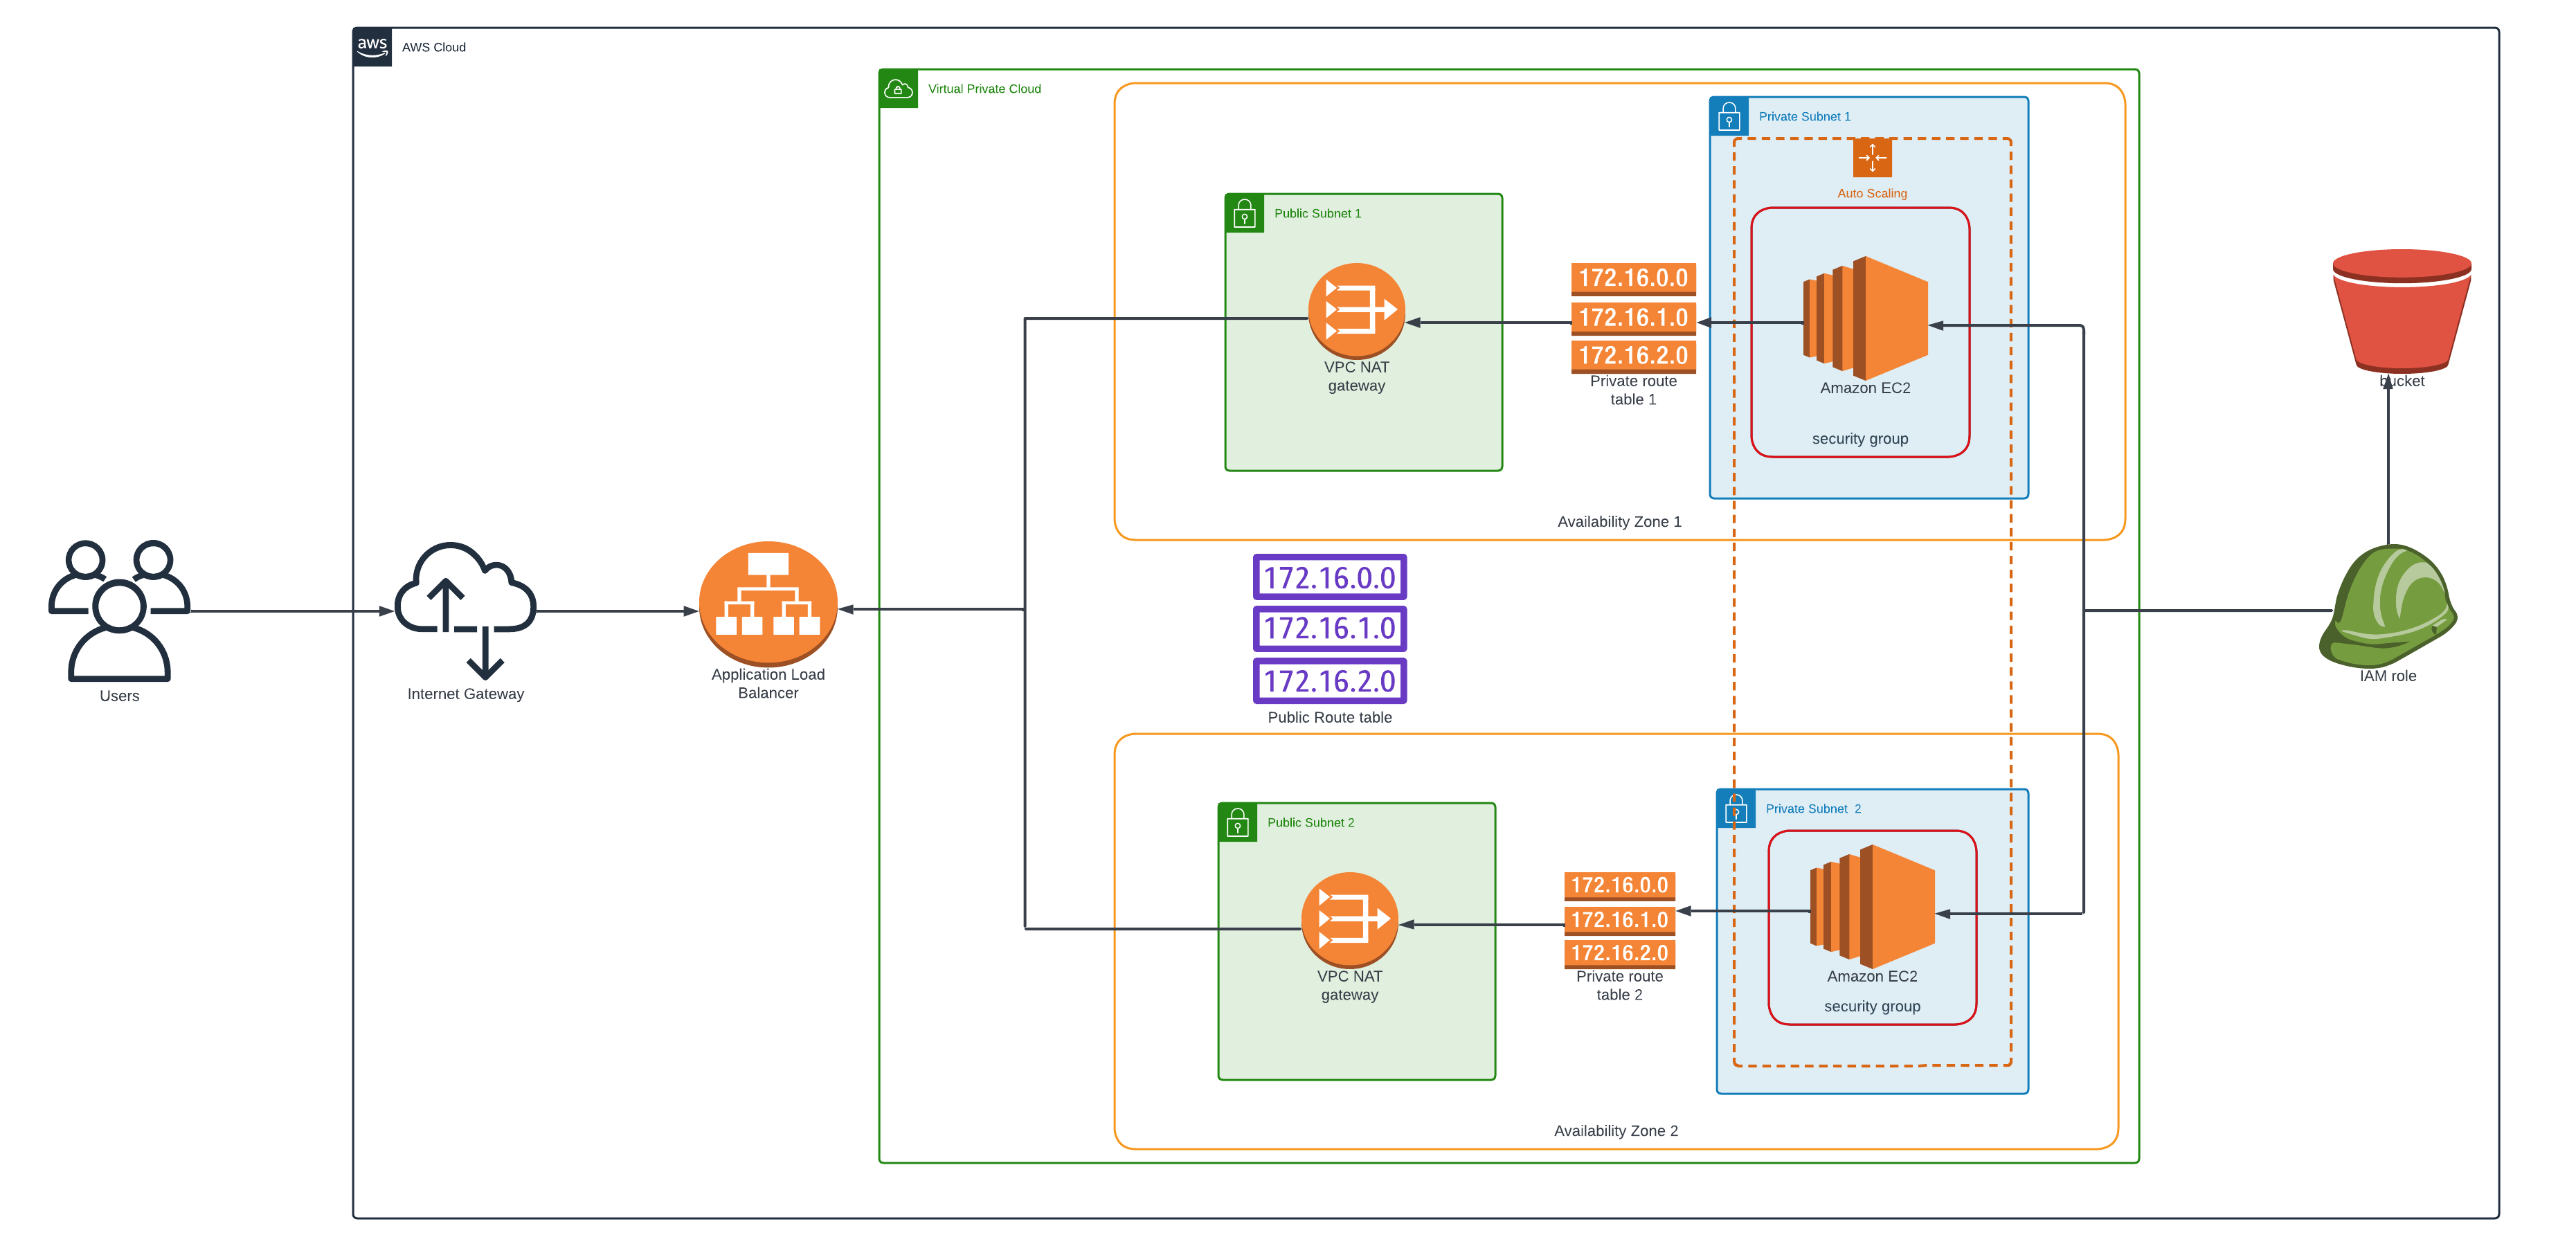 aws
AWS Cloud
Virtual Private Cloud
Private Subnet 1
Auto Scaling
Public Subnet 1
172.16.0.0
172.16.1.0
172.16.2.0
Private route
table 1
VPC NAT
gateway
Amazon EC2
security group
bucket
Availability Zone 1
172.16.0.0
172.16.1.0
172.16.2.0
Public Route table
Users
Internet Gateway
Application Load
Balancer
IAM role
Private Subnet 2
Public Subnet 2
172.16.0.0
172.16.1.0
172.16.2.0
Private route
table 2
VPC NAT
gateway
Amazon EC2
security group
Availability Zone 2